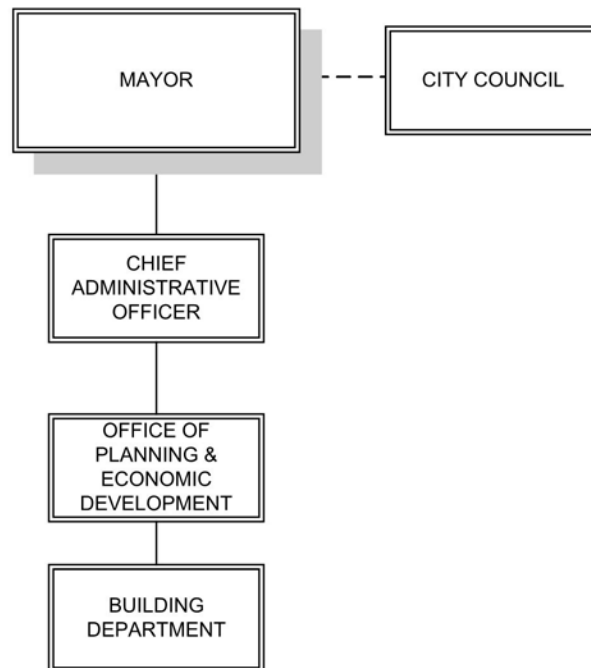 MAYOR
CITY COUNCIL
CHIEF
ADMINISTRATIVE
OFFICER
OFFICE OF
PLANNING &
ECONOMIC
DEVELOPMENT
BUILDING
DEPARTMENT